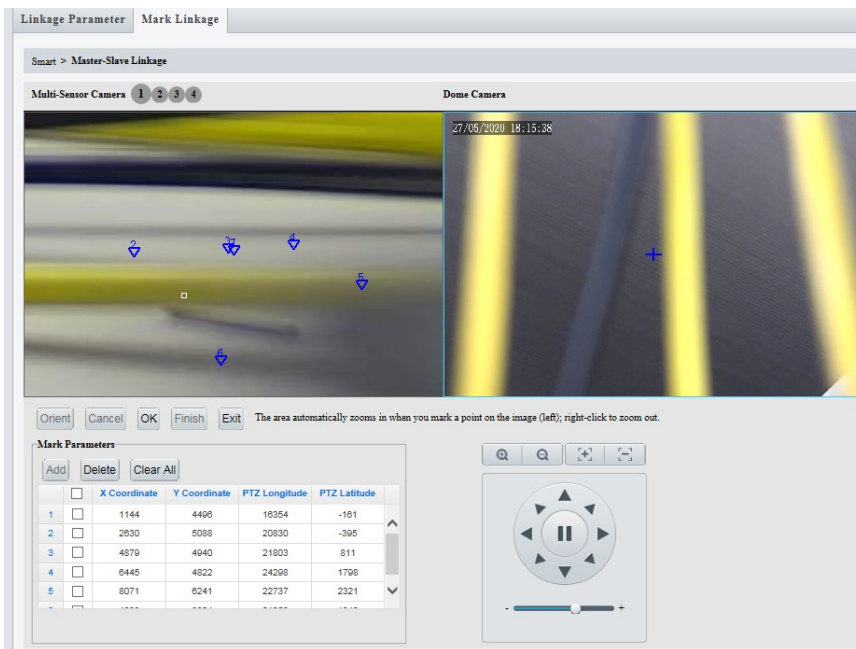 Linkage Parameter Mark Linkage
Smart > Master-Slave Linkage
Multi-Sensor Camera 1 2 3 4
Dome Camera
27/05/2020 18:15:38
2 3 4
5
6
Orient Cancel OK Finish Exit The area automatically zooms in when you mark a point on the image (left); right-click to zoom out.
Mark Parameters
Add Delete Clear All
X Coordinate Y Coordinate PTZ Longitude PTZ Latitude
1 1144 4496 16354 -161
2 2630 5088 20830 -395
3 4879 4940 21803 811
4 6445 4822 24298 1798
5 8071 6241 22737 2321
- +